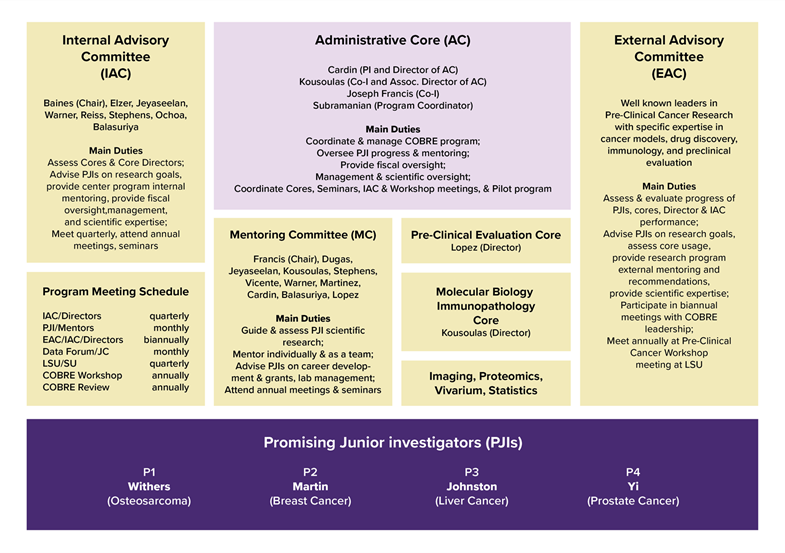 Internal Advisory
Committee
(IAC)
Baines (Chair), Elzer, Jeyaseelan,
Warner, Reiss, Stephens, Ochoa,
Balasuriya
Main Duties
Assess Cores & Core Directors;
Advise PJIs on research goals,
provide center program internal
mentoring, provide fiscal
oversight,management,
and scientific expertise;
Meet quarterly, attend annual
meetings, seminars
Program Meeting Schedule
IAC/Directors quarterly
PJI/Mentors monthly
EAC/IAC/Directors biannually
Data Forum/JC monthly
LSU/SU quarterly
COBRE Workshop annually
COBRE Review annually
Administrative Core (AC)
Cardin (PI and Director of AC)
Kousoulas (Co-I and Assoc. Director of AC)
Joseph Francis (Co-I)
Subramanian (Program Coordinator)
Main Duties
Coordinate & manage COBRE program;
Oversee PJI progress & mentoring;
Provide fiscal oversight;
Management & scientific oversight;
Coordinate Cores, Seminars, IAC & Workshop meetings, & Pilot program
Mentoring Committee (MC)
Francis (Chair), Dugas,
Jeyaseelan, Kousoulas, Stephens,
Vicente, Warner, Martinez,
Cardin, Balasuriya, Lopez
Main Duties
Guide & assess PJI scientific
research;
Mentor individually & as a team;
Advise PJIs on career develop-
ment & grants, lab management;
Attend annual meetings & seminars
Pre-Clinical Evaluation Core
Lopez (Director)
Molecular Biology
Immunopathology
Core
Kousoulas (Director)
Imaging, Proteomics,
Vivarium, Statistics
External Advisory
Committee
(EAC)
Well known leaders in
Pre-Clinical Cancer Research
with specific expertise in
cancer models, drug discovery,
immunology, and preclinical
evaluation
Main Duties
Assess & evaluate progress of
PJIs, cores, Director & IAC
performance;
Advise PJIs on research goals,
assess core usage,
provide research program
external mentoring and
recommendations,
provide scientific expertise;
Participate in biannual
meetings with COBRE
leadership;
Meet annually at Pre-Clinical
Cancer Workshop
meeting at LSU
Promising Junior investigators (PJIs)
P1
Withers
(Osteosarcoma)
P2
Martin
(Breast Cancer)
P3
Johnston
(Liver Cancer)
P4
Yi
(Prostate Cancer)